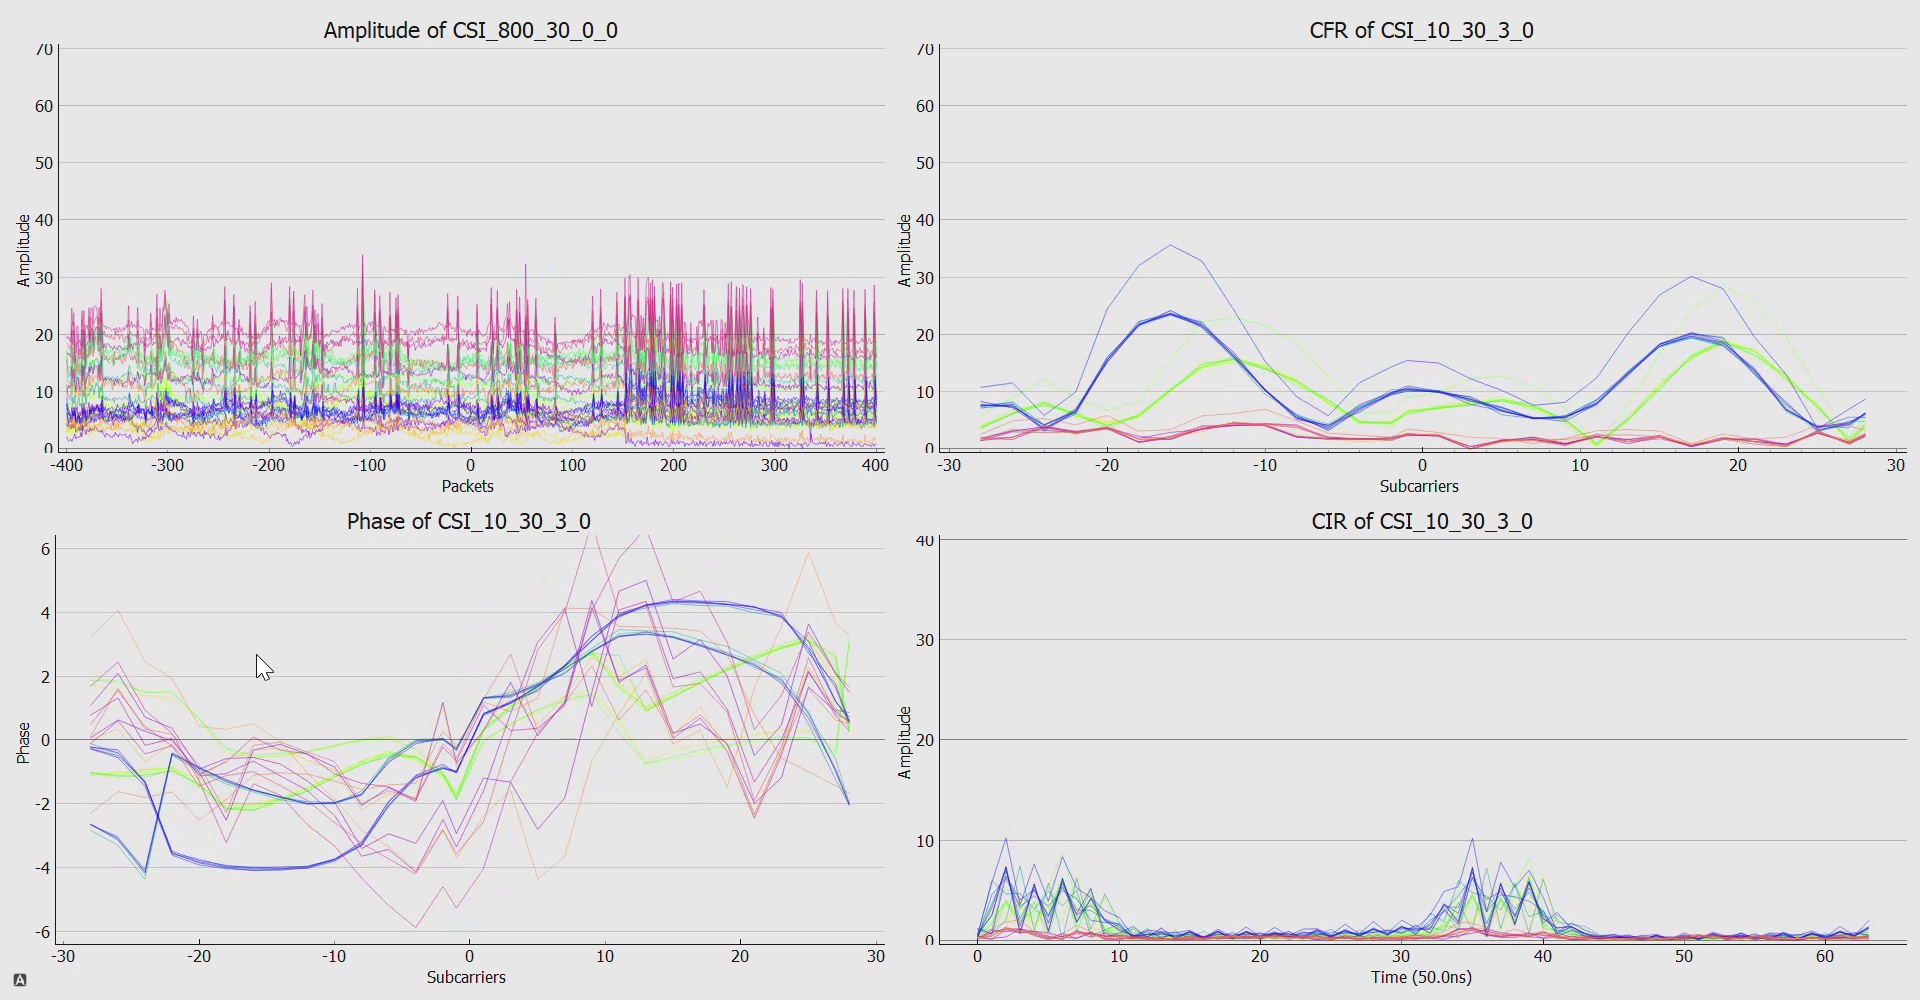 Amplitude of CSI_800_30_0_0
70
60
50
40
30
20
10
0
Amplitude
-400 -300 -200 -100 0 100 200 300 400
Packets
CFR of CSI_10_30_3_0
70
60
50
40
30
20
10
0
Amplitude
-30 -20 -10 0 10 20 30
Subcarriers
Phase of CSI_10_30_3_0
6
4
2
0
-2
-4
-6
Phase
-30 -20 -10 0 10 20 30
Subcarriers
A
CIR of CSI_10_30_3_0
40
30
20
10
0
Amplitude
0 10 20 30 40 50 60
Time (50.0ns)